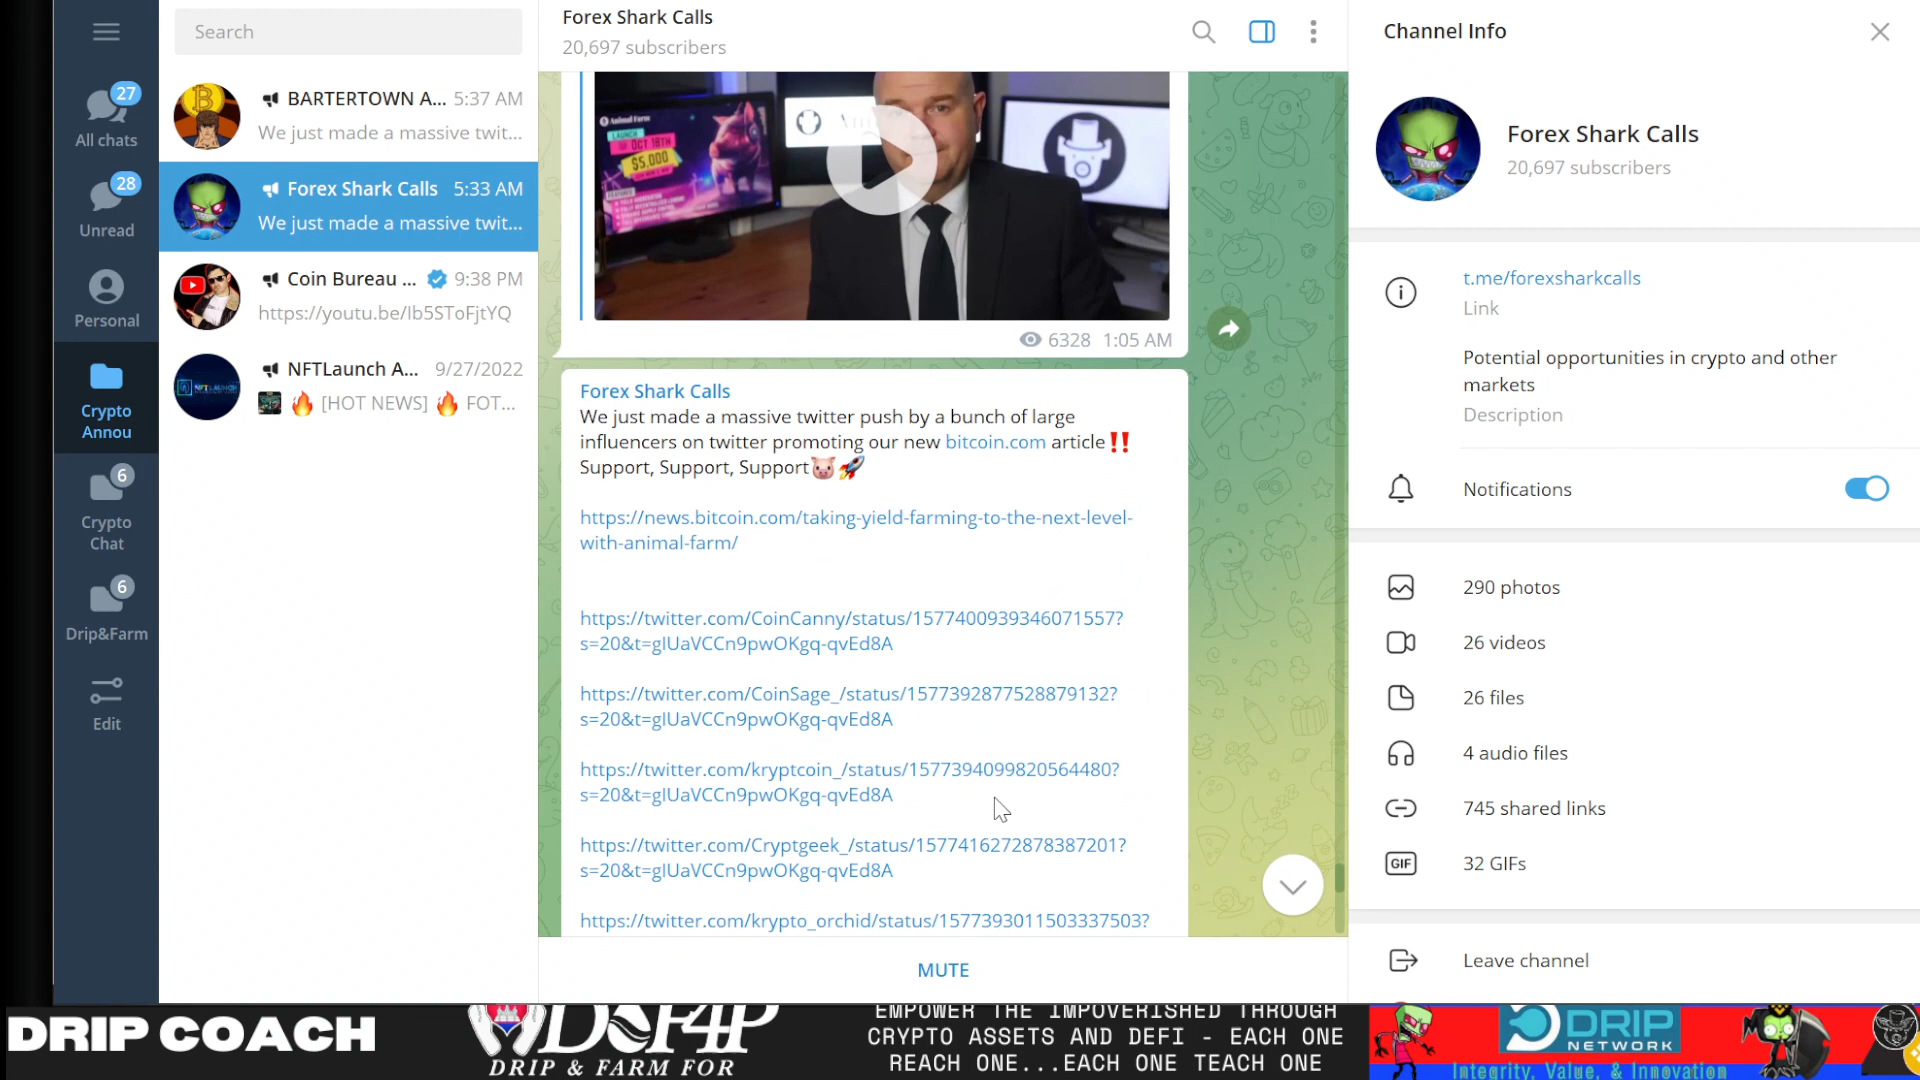 27
All chats
28
Unread
Personal
Crypto
Annou
6
Crypto
Chat
6
Drip&Farm
Edit
Search
BARTERTOWN A... 5:37 AM
We just made a massive twit...
Forex Shark Calls 5:33 AM
We just made a massive twit...
Coin Bureau ... 9:38 PM
https://youtu.be/lb5SToFjtYQ
NFTLaunch A... 9/27/2022
🔥 [HOT NEWS] 🔥 FOT...
Forex Shark Calls
20,697 subscribers
Animal Farm
LAUNCH
OCT 18TH
$5.000
6328 1:05 AM
Forex Shark Calls
We just made a massive twitter push by a bunch of large
influencers on twitter promoting our new bitcoin.com article‼️
Support, Support, Support🐷🚀
https://news.bitcoin.com/taking-yield-farming-to-the-next-level-
with-animal-farm/
https://twitter.com/CoinCanny/status/1577400939346071557?
s=20&t=glUaVCCn9pwOKgq-qvEd8A
https://twitter.com/CoinSage_/status/1577392877528879132?
s=20&t=glUaVCCn9pwOKgq-qvEd8A
https://twitter.com/kryptcoin_/status/1577394099820564480?
s=20&t=glUaVCCn9pwOKgq-qvEd8A
https://twitter.com/Cryptgeek_/status/1577416272878387201?
s=20&t=glUaVCCn9pwOKgq-qvEd8A
https://twitter.com/krypto_orchid/status/1577393011503337503?
MUTE
Channel Info
Forex Shark Calls
20,697 subscribers
t.me/forexsharkcalls
Link
Potential opportunities in crypto and other
markets
Description
Notifications
290 photos
26 videos
26 files
4 audio files
745 shared links
GIF
32 GIFs
Leave channel
DRIP COACH
DSF4P
DRIP & FARM FOR
EMPOWER THE IMPOVERISHED THROUGH
CRYPTO ASSETS AND DEFI - EACH ONE
REACH ONE...EACH ONE TEACH ONE
DRIP
NETWORK
Integrity, Value, & Innovation